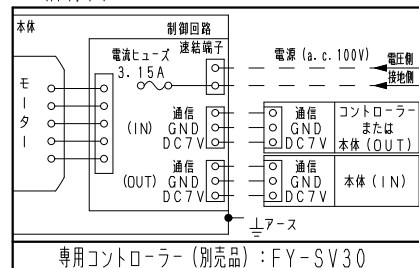 本体
制御回路
電流ヒューズ
3.15A
速結端子
電源(a.c.100V)
電圧側
接地側
モーター
(IN)
通信
GND
DC7V
通信
GND
DC7V
コントローラー
または
本体(OUT)
(OUT)
通信
GND
DC7V
通信
GND
DC7V
本体(IN)
アース
専用コントローラー(別売品):FY-SV30